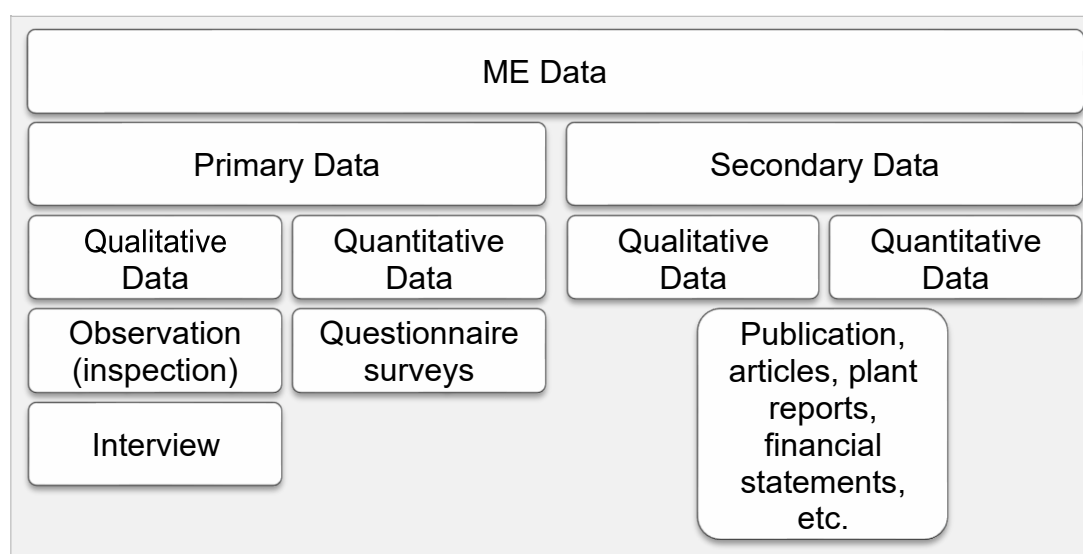 ME Data
Primary Data
Secondary Data
Qualitative
Data
Quantitative
Data
Qualitative
Data
Quantitative
Data
Observation
(inspection)
Questionnaire
surveys
Interview
Publication,
articles, plant
reports,
financial
statements,
etc.